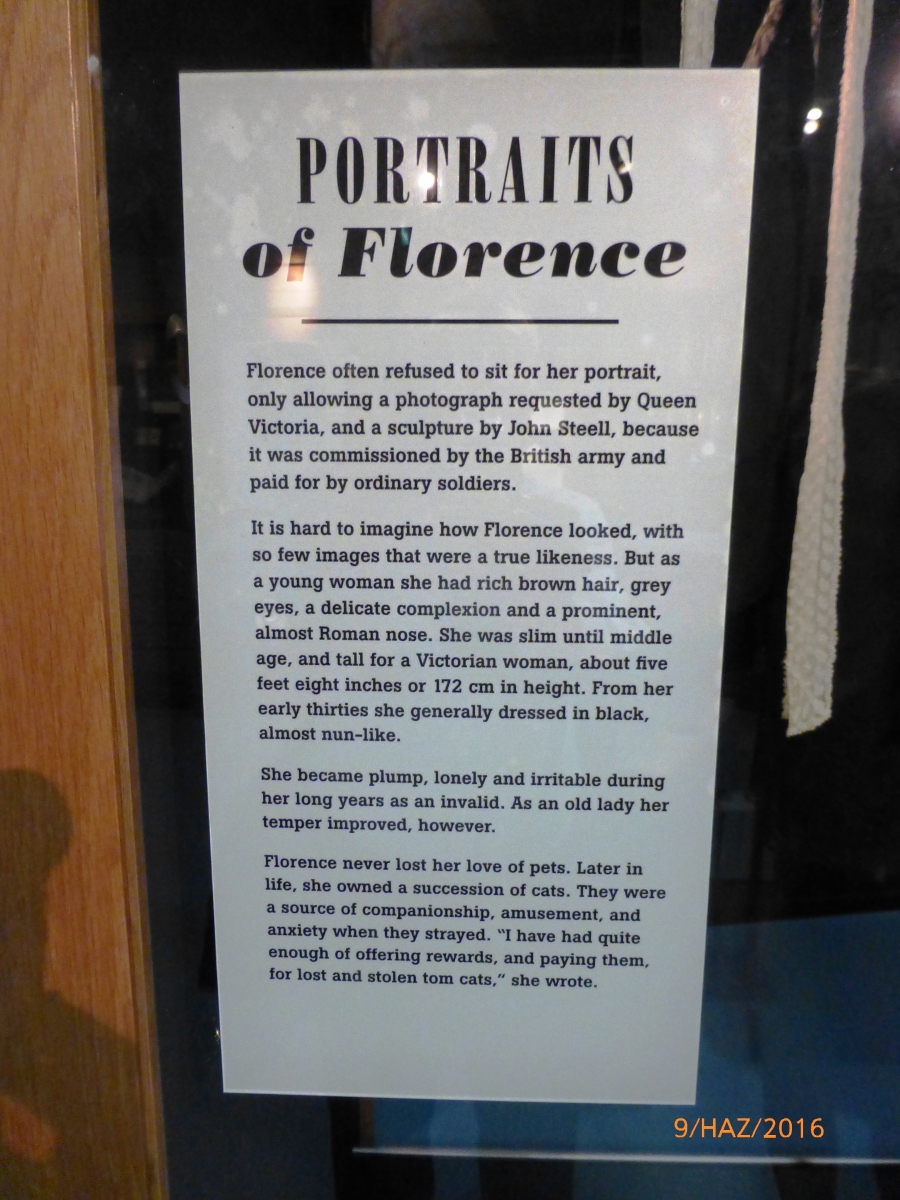 PORTRAITS
of Florence
Florence often refused to sit for her portrait,
only allowing a photograph requested by Queen
Victoria, and a sculpture by John Steell, because
it was commissioned by the British army and
paid for by ordinary soldiers.
It is hard to imagine how Florence looked, with
so few images that were a true likeness. But as
a young woman she had rich brown hair, grey
eyes, a delicate complexion and a prominent,
almost Roman nose. She was slim until middle
age, and tall for a Victorian woman, about five
feet eight inches or 172 cm in height. From her
early thirties she generally dressed in black,
almost nun-like.
She became plump, lonely and irritable during
her long years as an invalid. As an old lady her
temper improved, however.
Florence never lost her love of pets. Later in
life, she owned a succession of cats. They were
a source of companionship, amusement, and
anxiety when they strayed. “I have had quite
enough of offering rewards, and paying them,
for lost and stolen tom cats,” she wrote.
9/HAZ/2016